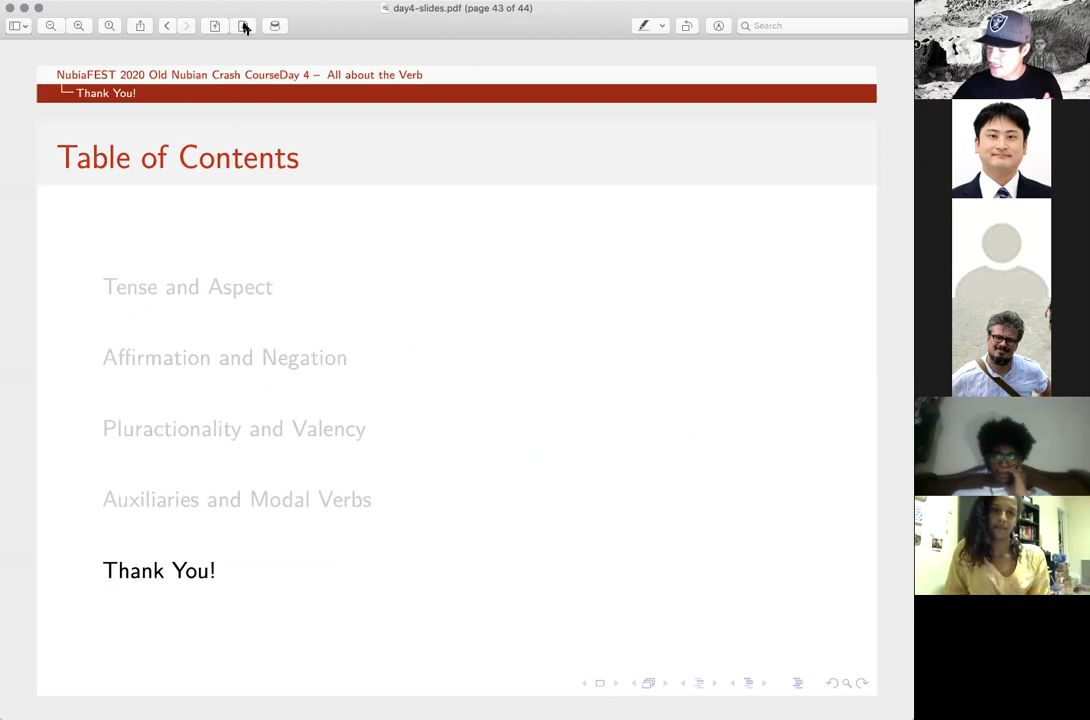 day4-slides.pdf (page 43 of 44)
Search
NubiaFEST 2020 Old Nubian Crash CourseDay 4 – All about the Verb
Thank You!
Table of Contents
Tense and Aspect
Affirmation and Negation
Pluractionality and Valency
Auxiliaries and Modal Verbs
Thank You!